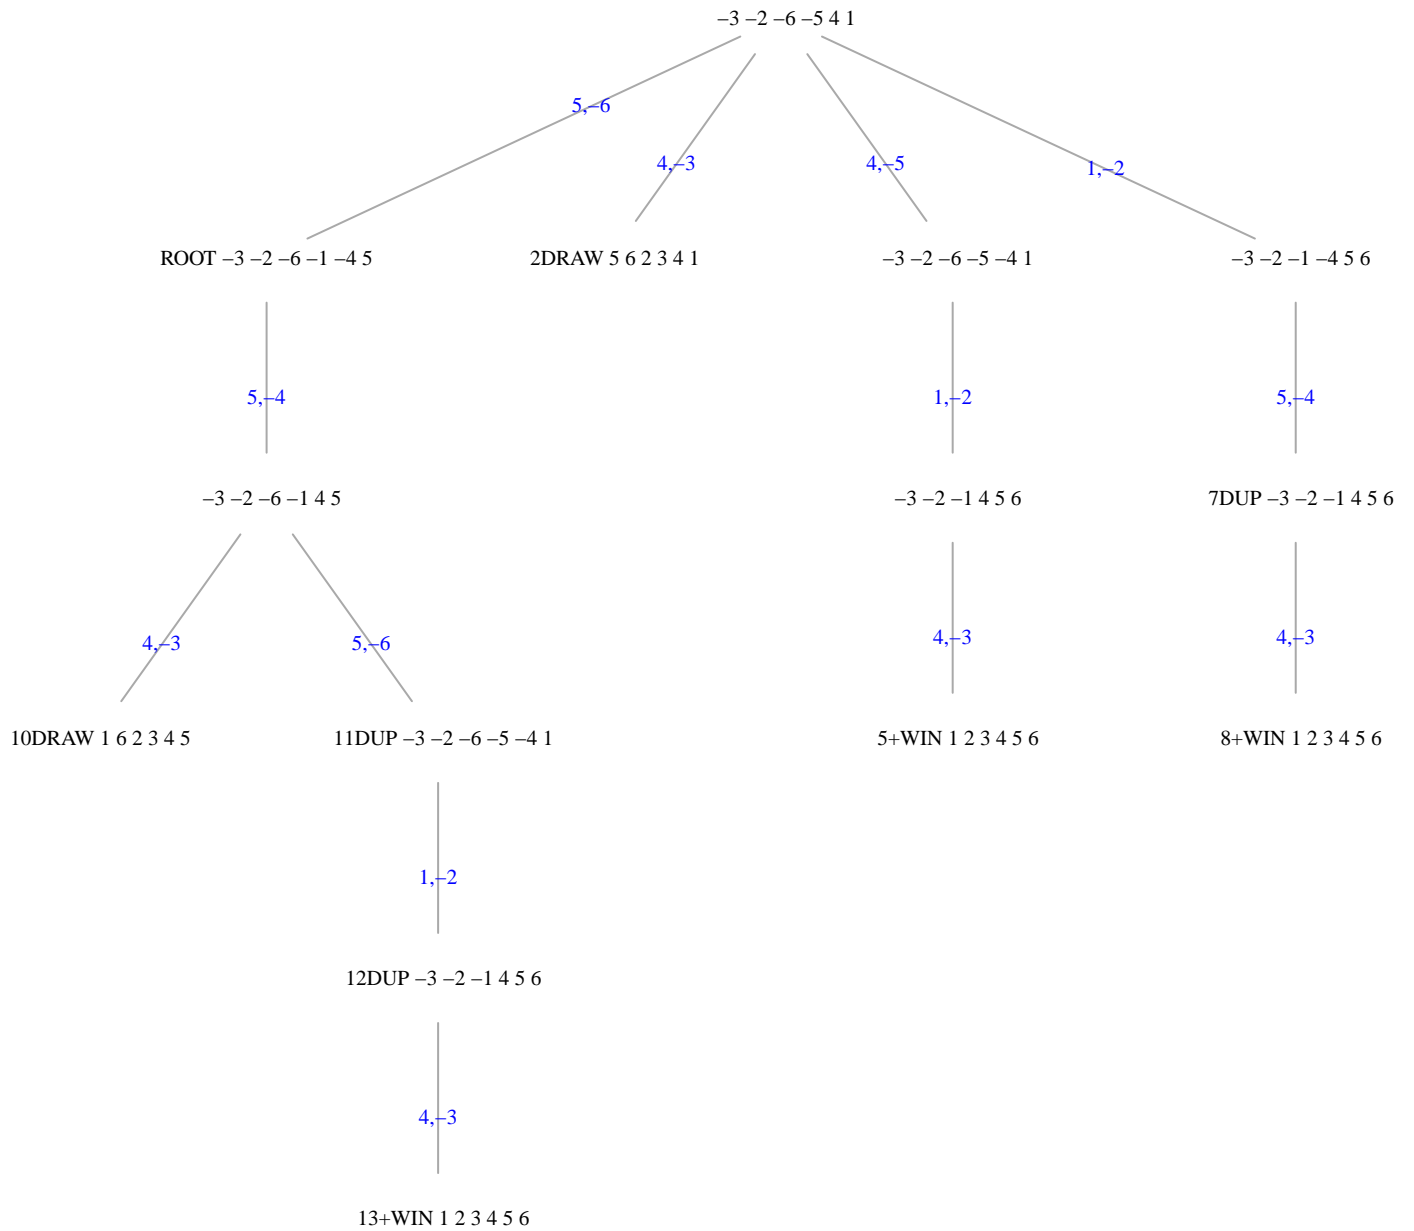 –3 –2 –6 –5 4 1
5,–6
4,–3
4,–5
1,–2
ROOT –3 –2 –6 –1 –4 5
2DRAW 5 6 2 3 4 1
–3 –2 –6 –5 –4 1
–3 –2 –1 –4 5 6
5,–4
1,–2
5,–4
–3 –2 –6 –1 4 5
–3 –2 –1 4 5 6
7DUP –3 –2 –1 4 5 6
4,–3
5,–6
4,–3
4,–3
10DRAW 1 6 2 3 4 5
11DUP –3 –2 –6 –5 –4 1
5+WIN 1 2 3 4 5 6
8+WIN 1 2 3 4 5 6
1,–2
12DUP –3 –2 –1 4 5 6
4,–3
13+WIN 1 2 3 4 5 6